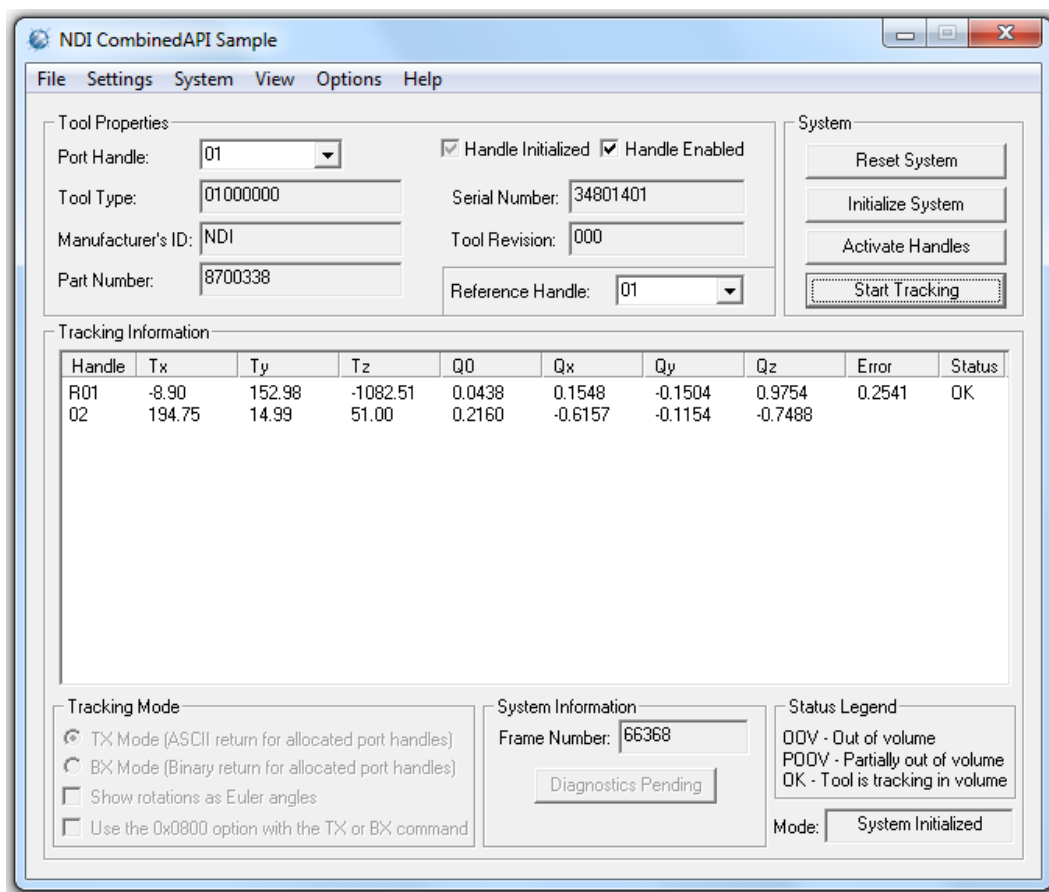 NDI CombinedAPI Sample
File Settings System View Options Help
Tool Properties
Port Handle: 01
Handle Initialized Handle Enabled
Tool Type: 01000000
Serial Number: 34801401
Manufacturer's ID: NDI
Tool Revision: 000
Part Number: 8700338
Reference Handle: 01
System
Reset System
Initialize System
Activate Handles
Start Tracking
Tracking Information
Handle Tx Ty Tz Q0 Qx Qy Qz Error Status
R01 -8.90 152.98 -1082.51 0.0438 0.1548 -0.1504 0.9754 0.2541 OK
02 194.75 14.99 51.00 0.2160 -0.6157 -0.1154 -0.7488
Tracking Mode
TX Mode (ASCII return for allocated port handles)
BX Mode (Binary return for allocated port handles)
Show rotations as Euler angles
Use the 0x0800 option with the TX or BX command
System Information
Frame Number: 66368
Diagnostics Pending
Status Legend
OOV - Out of volume
POOV - Partially out of volume
OK - Tool is tracking in volume
Mode: System Initialized